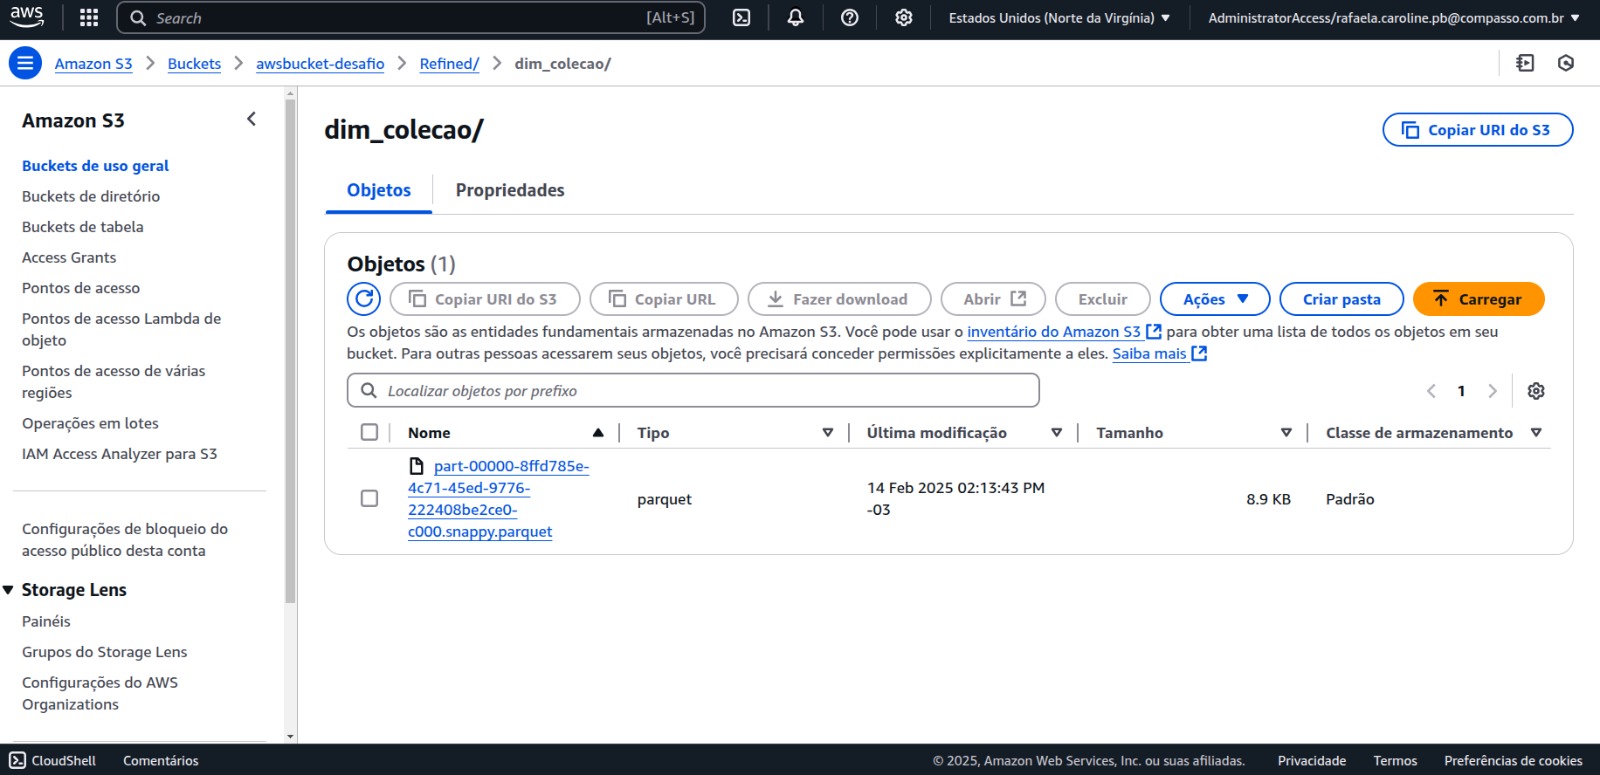 aws
Search [Alt+S] Estados Unidos (Norte da Virgínia) AdministratorAccess/rafaela.caroline.pb@compasso.com.br
Amazon S3 Buckets awsbucket-desafio Refined/ dim_colecao/
Amazon S3
Buckets de uso geral
Buckets de diretório
Buckets de tabela
Access Grants
Pontos de acesso
Pontos de acesso Lambda de
objeto
Pontos de acesso de várias
regiões
Operações em lotes
IAM Access Analyzer para S3
Configurações de bloqueio do
acesso público desta conta
Storage Lens
Painéis
Grupos do Storage Lens
Configurações do AWS
Organizations
dim_colecao/
Copiar URI do S3
Objetos Propriedades
Objetos (1)
Copiar URI do S3 Copiar URL Fazer download Abrir Excluir Ações Criar pasta Carregar
Os objetos são as entidades fundamentais armazenadas no Amazon S3. Você pode usar o inventário do Amazon S3 para obter uma lista de todos os objetos em seu
bucket. Para outras pessoas acessarem seus objetos, você precisará conceder permissões explicitamente a eles. Saiba mais
Localizar objetos por prefixo
1
Nome Tipo Última modificação Tamanho Classe de armazenamento
part-00000-8ffd785e-
4c71-45ed-9776-
222408be2ce0-
c000.snappy.parquet
parquet
14 Feb 2025 02:13:43 PM
-03
8.9 KB
Padrão
CloudShell Comentários © 2025, Amazon Web Services, Inc. ou suas afiliadas. Privacidade Termos Preferências de cookies